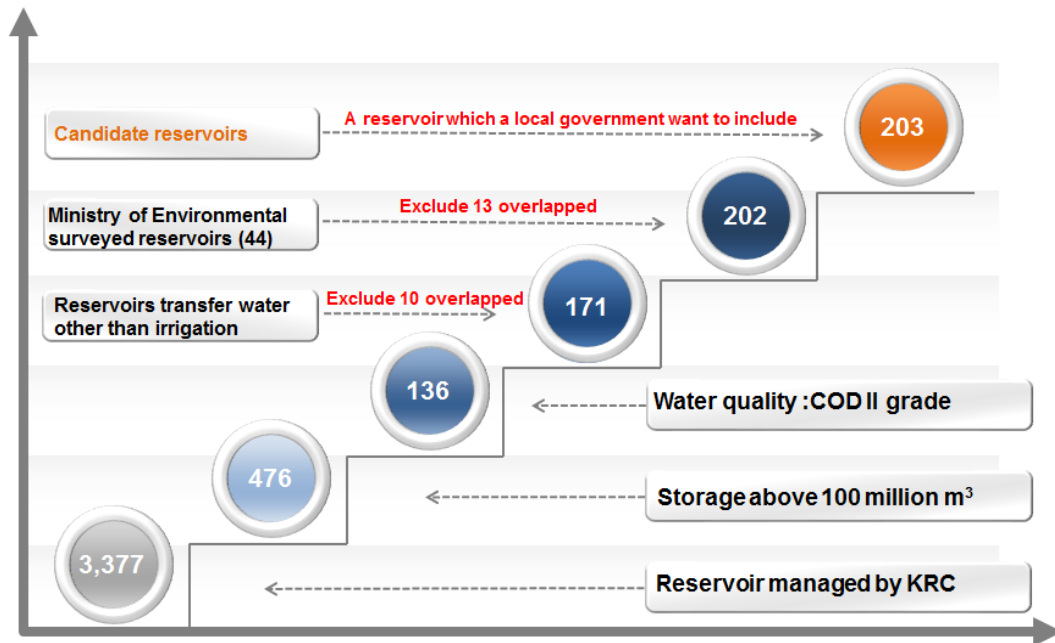 A reservoir which a local government want to include
Candidate reservoirs
203
Exclude 13 overlapped
Ministry of Environmental
surveyed reservoirs (44)
202
Exclude 10 overlapped
Reservoirs transfer water
other than irrigation
171
136
Water quality :COD II grade
476
Storage above 100 million m³
3,377
Reservoir managed by KRC